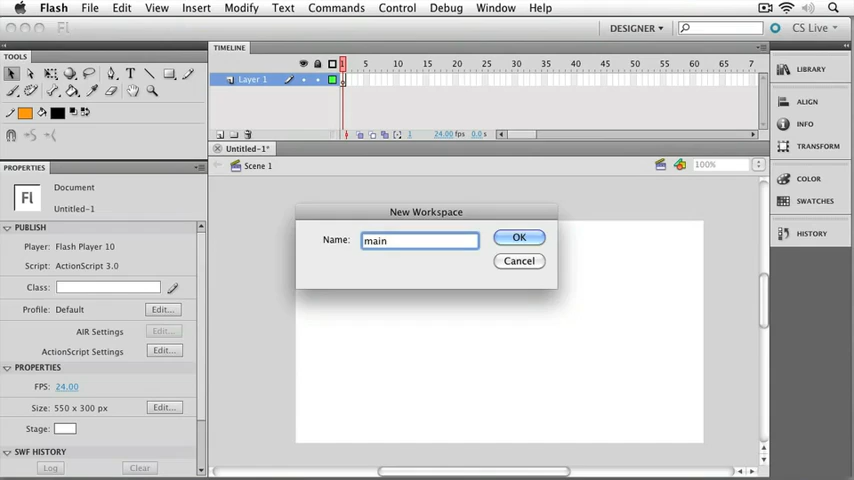 Flash File Edit View Insert Modify Text Commands Control Debug Window Help
Fl DESIGNER CS Live
TOOLS
TIMELINE
1 5 10 15 20 25 30 35 40 45 50 55 60 65 7
Layer 1
1 24.00 fps 0.0 s
Untitled-1*
Scene 1 100%
LIBRARY
ALIGN
INFO
TRANSFORM
COLOR
SWATCHES
HISTORY
PROPERTIES
Fl Document
Untitled-1
PUBLISH
Player: Flash Player 10
Script: ActionScript 3.0
Class:
Profile: Default Edit...
AIR Settings Edit...
ActionScript Settings Edit...
PROPERTIES
FPS: 24.00
Size: 550 x 300 px Edit...
Stage:
SWF HISTORY
Log Clear
New Workspace
Name: main OK
Cancel